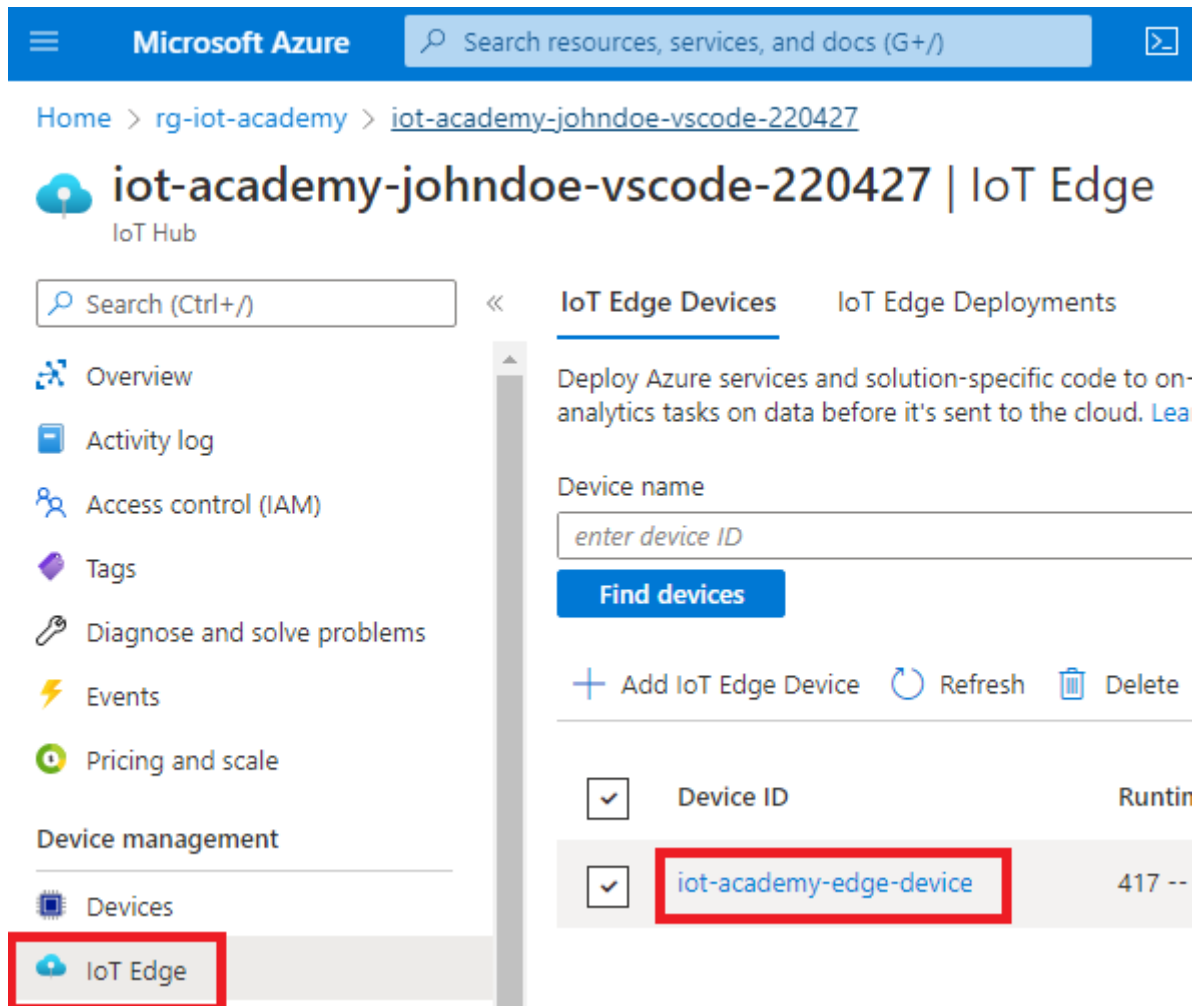 Microsoft Azure
Search resources, services, and docs (G+/)
Home > rg-iot-academy > iot-academy-johndoe-vscode-220427
iot-academy-johndoe-vscode-220427 | IoT Edge
IoT Hub
Search (Ctrl+/)
«
Overview
Activity log
Access control (IAM)
Tags
Diagnose and solve problems
Events
Pricing and scale
Device management
Devices
IoT Edge
IoT Edge Devices
IoT Edge Deployments
Deploy Azure services and solution-specific code to on-
analytics tasks on data before it's sent to the cloud. Lea
Device name
enter device ID
Find devices
Add IoT Edge Device
Refresh
Delete
Device ID
Runtim
iot-academy-edge-device
417 --